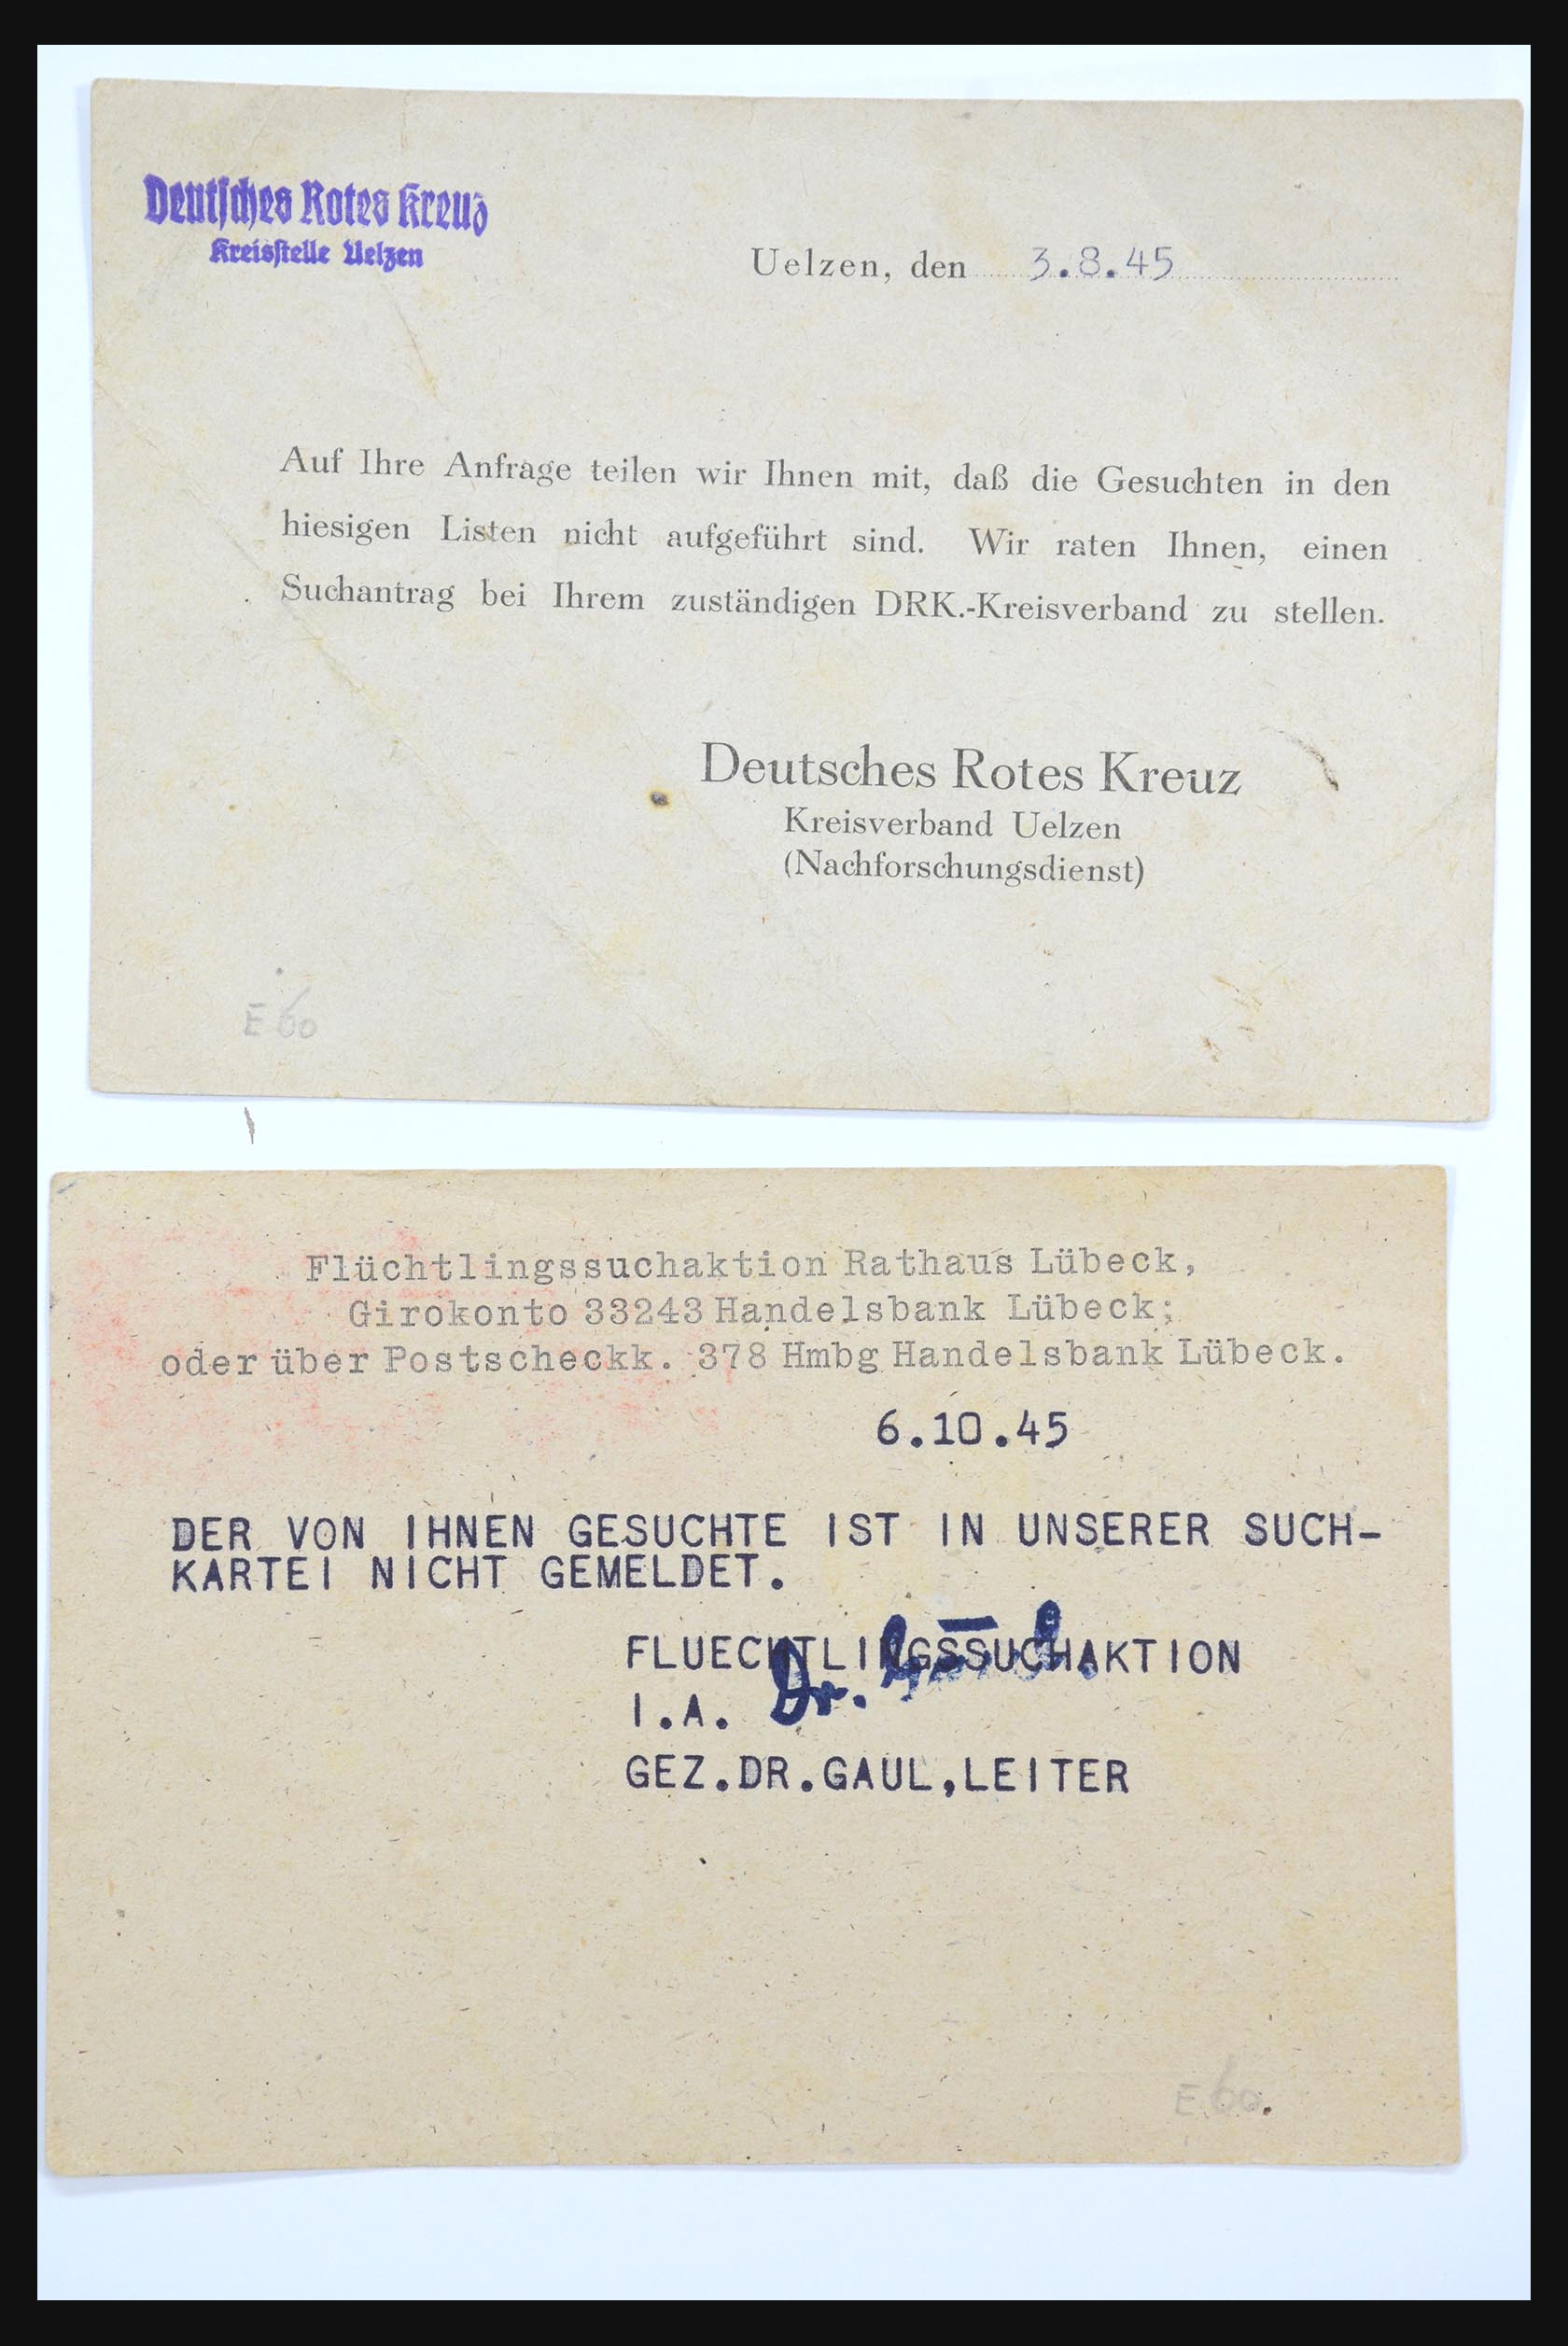 Deutsches Rotes Kreuz
Kreisstelle Uelzen
Uelzen, den 3.8.45
Auf Ihre Anfrage teilen wir Ihnen mit, daß die Gesuchten in den
hiesigen Listen nicht aufgeführt sind. Wir raten Ihnen, einen
Suchantrag bei Ihrem zuständigen DRK.-Kreisverband zu stellen.
Deutsches Rotes Kreuz
Kreisverband Uelzen
(Nachforschungsdienst)
E 60
Flüchtlingssuchaktion Rathaus Lübeck,
Girokonto 33243 Handelsbank Lübeck;
oder über Postscheckk. 378 Hmbg Handelsbank Lübeck.
6.10.45
DER VON IHNEN GESUCHTE IST IN UNSERER SUCH-
KARTEI NICHT GEMELDET.
FLUECHTLINGSSUCHAKTION
I.A. Dr.
GEZ.DR.GAUL,LEITER
E 60.